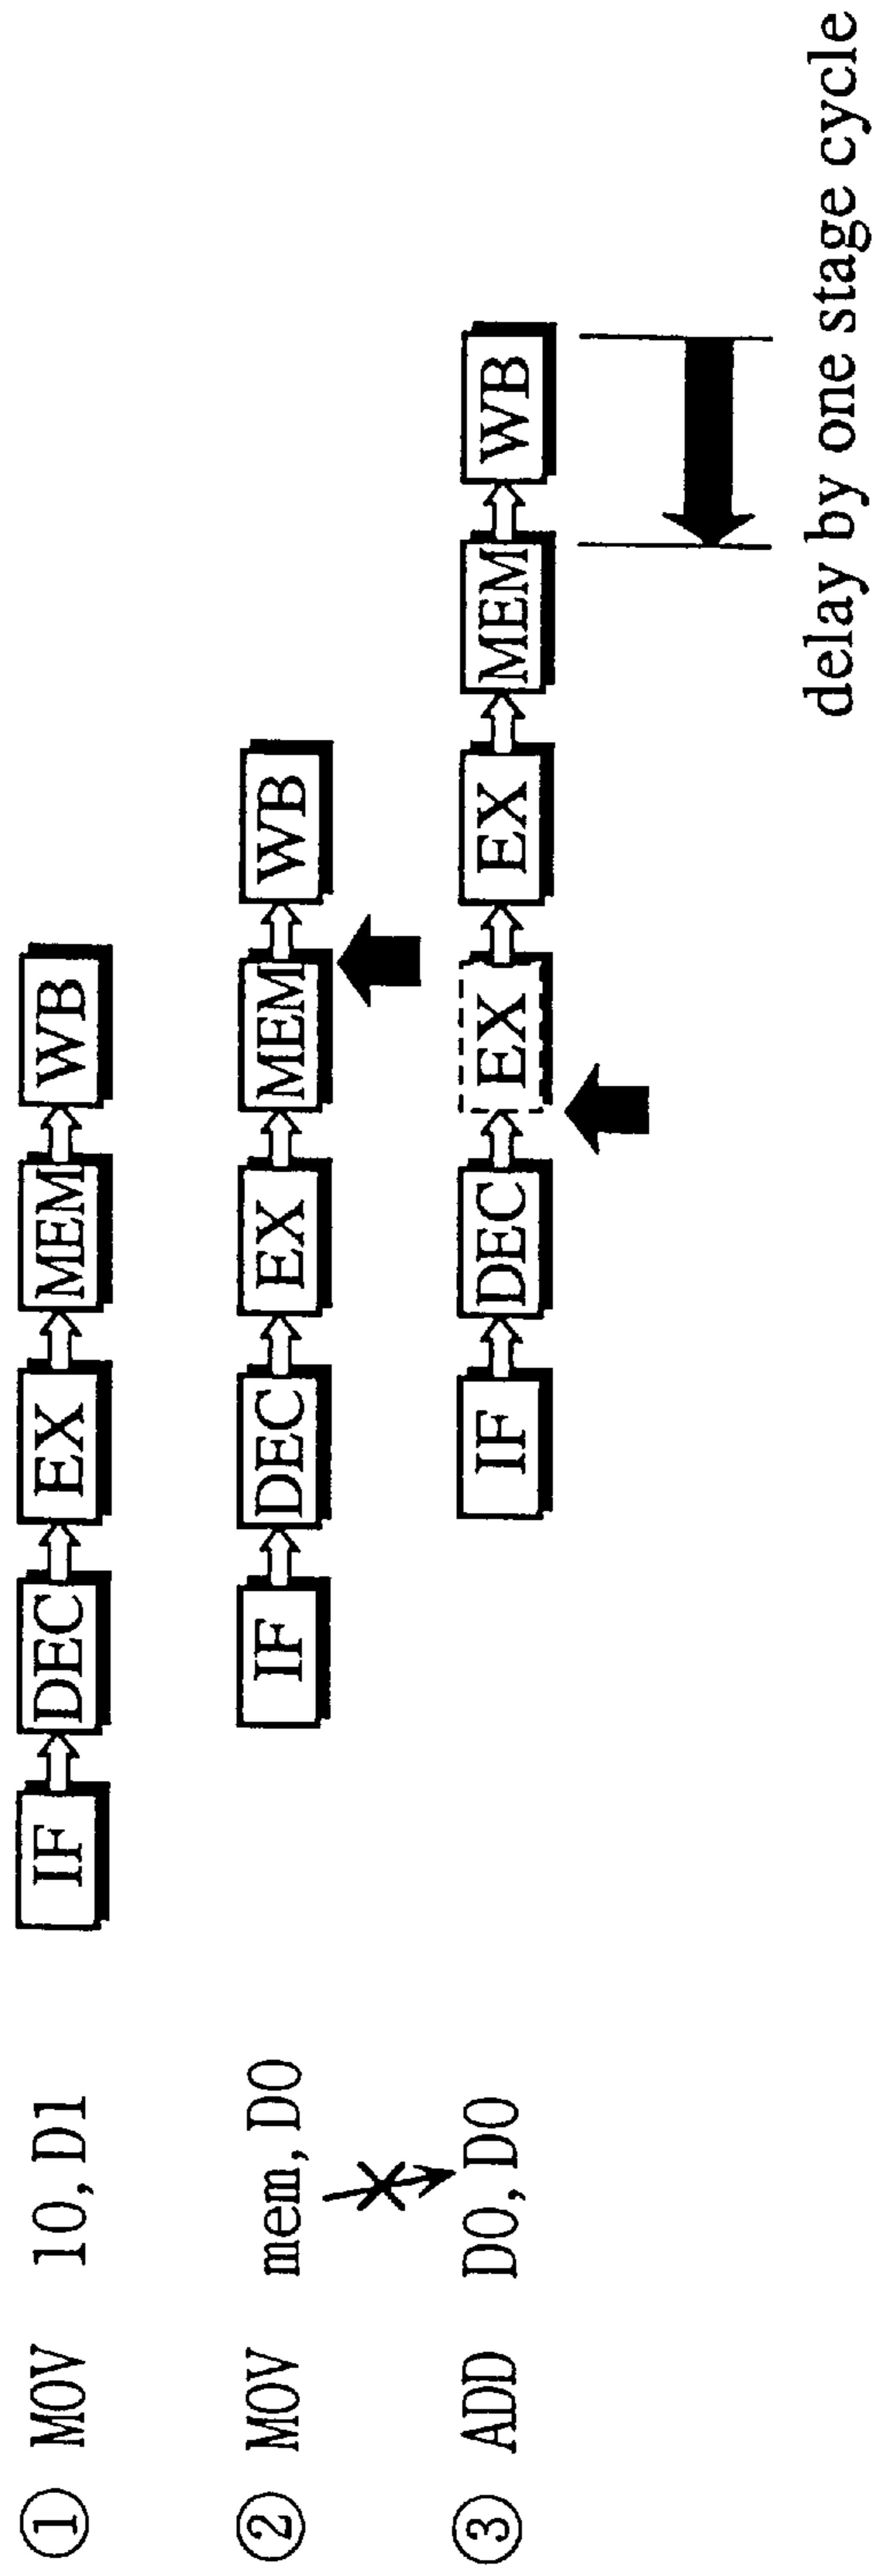 ① MOV 10,D1 IF DEC EX MEM WB
② MOV mem,D0 IF DEC EX MEM WB
③ ADD D0,D0 IF DEC EX EX MEM WB
delay by one stage cycle